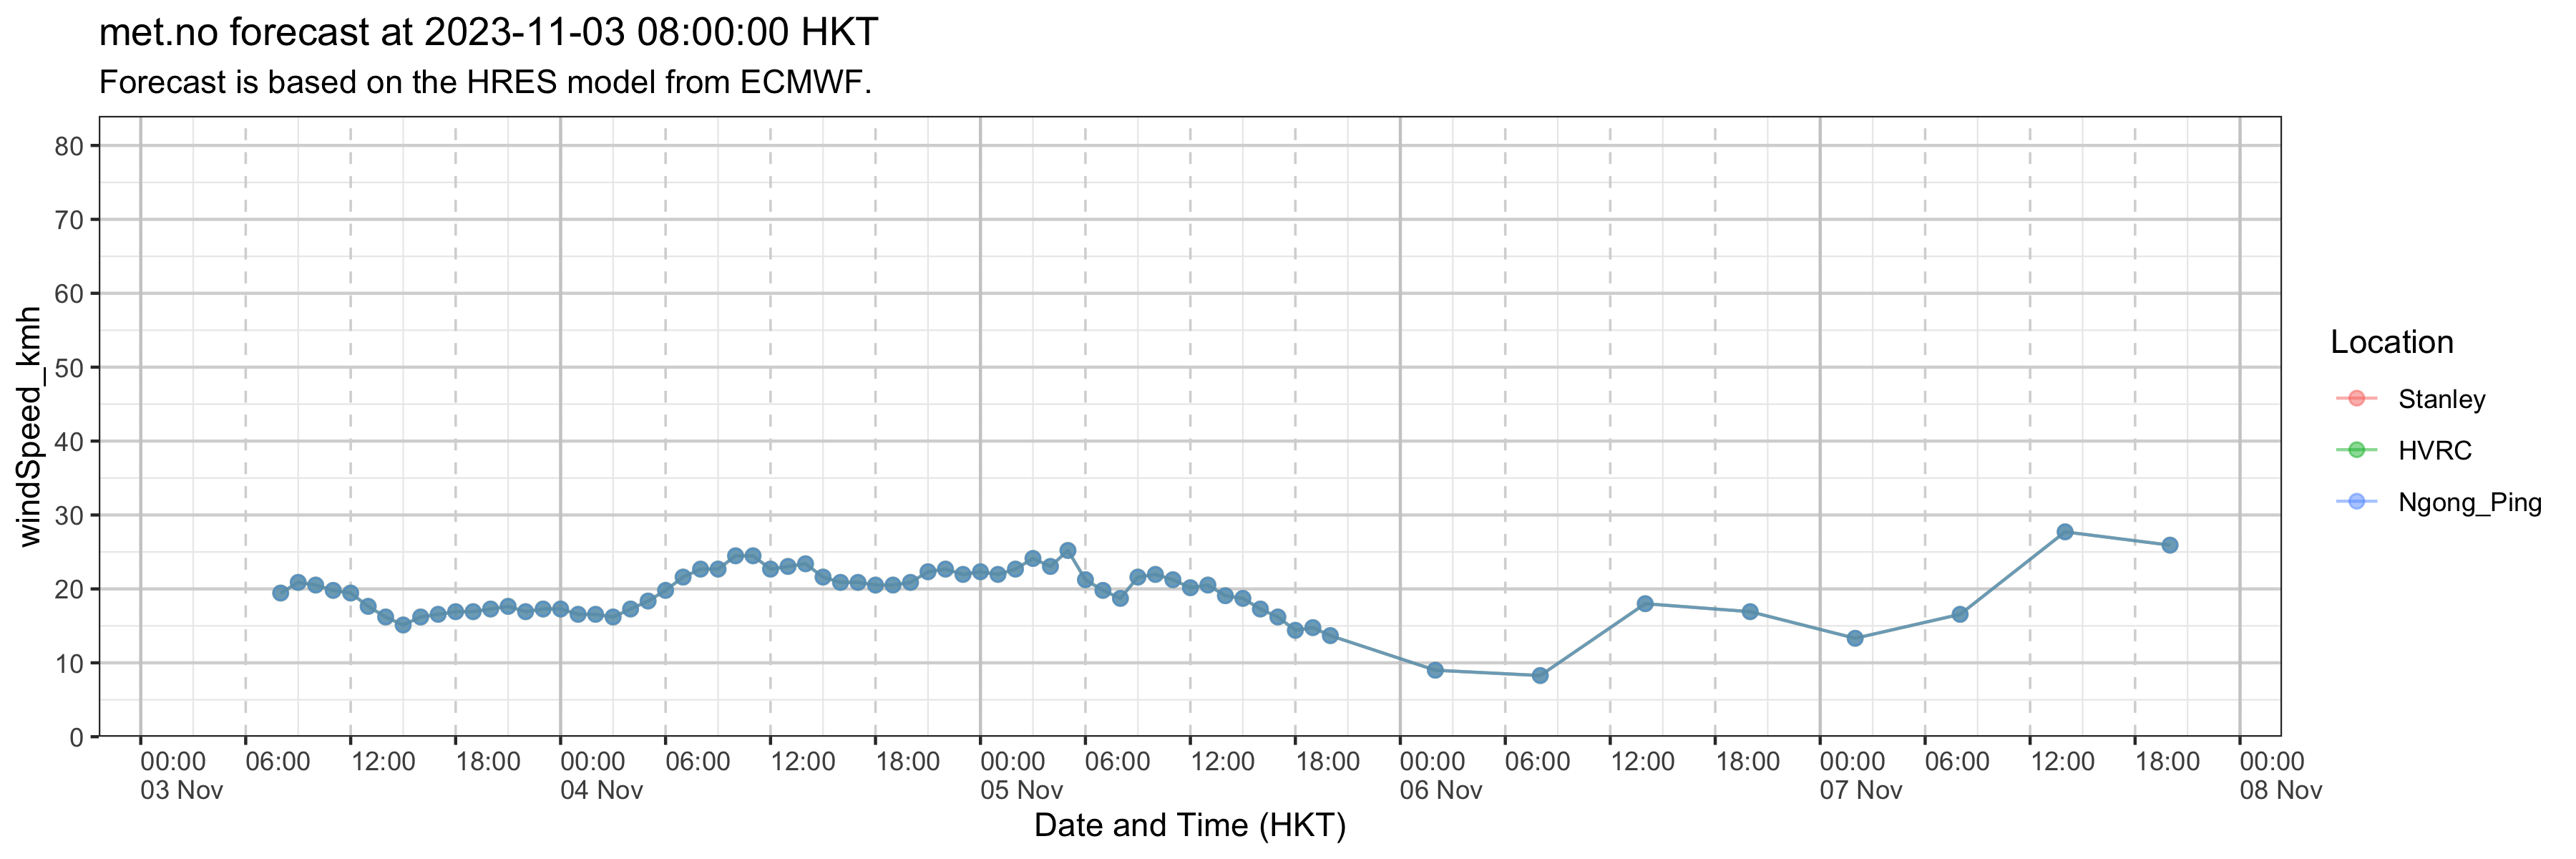 met.no forecast at 2023-11-03 08:00:00 HKT
Forecast is based on the HRES model from ECMWF.
windSpeed_kmh
80
70
60
50
40
30
20
10
0
00:00 06:00 12:00 18:00 00:00 06:00 12:00 18:00 00:00 06:00 12:00 18:00 00:00 06:00 12:00 18:00 00:00 06:00 12:00 18:00 00:00
03 Nov 04 Nov 05 Nov 06 Nov 07 Nov 08 Nov
Date and Time (HKT)
Location
Stanley
HVRC
Ngong_Ping